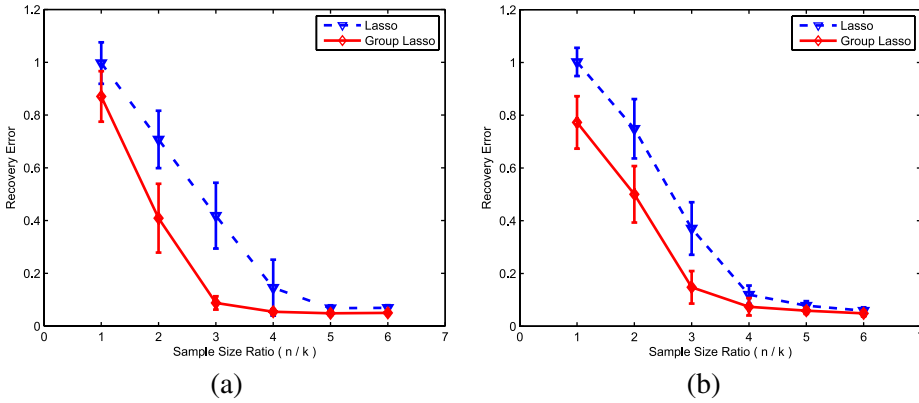 1.2
1
0.8
0.6
0.4
0.2
0
Recovery Error
Lasso
Group Lasso
0 1 2 3 4 5 6 7
Sample Size Ratio ( n / k )
(a)
1.2
1
0.8
0.6
0.4
0.2
0
Recovery Error
Lasso
Group Lasso
0 1 2 3 4 5 6
Sample Size Ratio ( n / k )
(b)